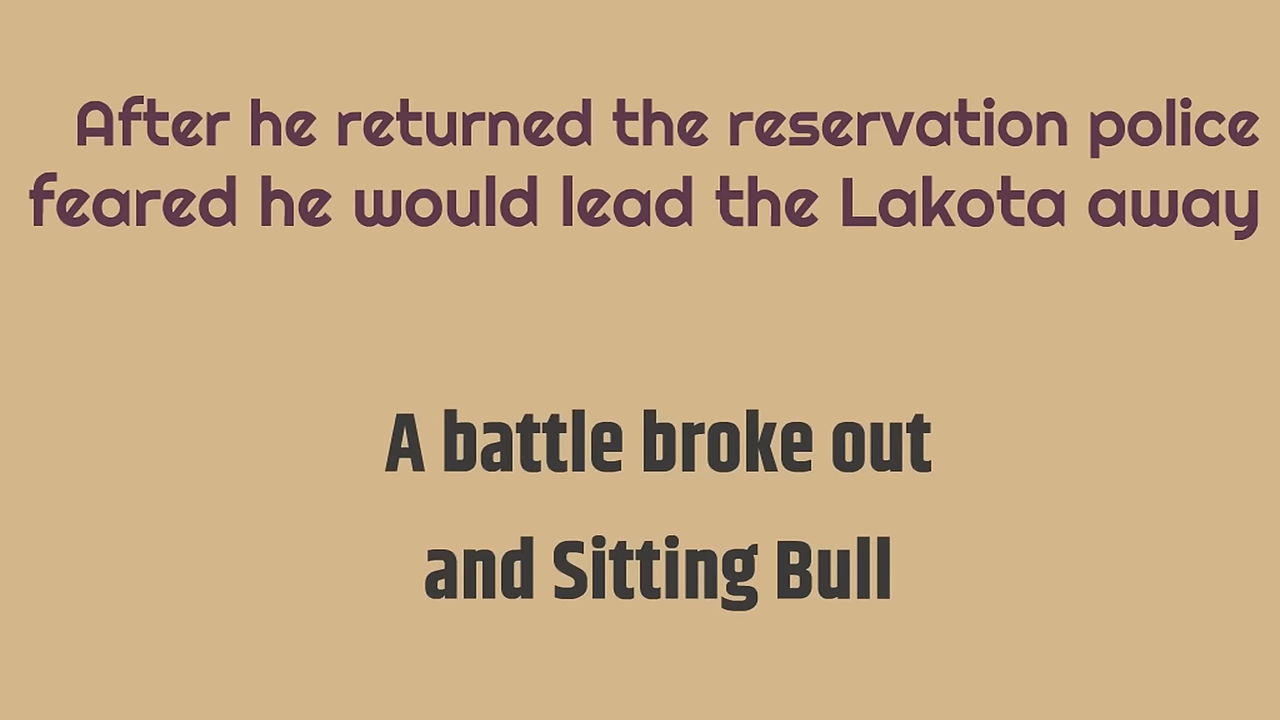 After he returned the reservation police
feared he would lead the Lakota away
A battle broke out
and Sitting Bull